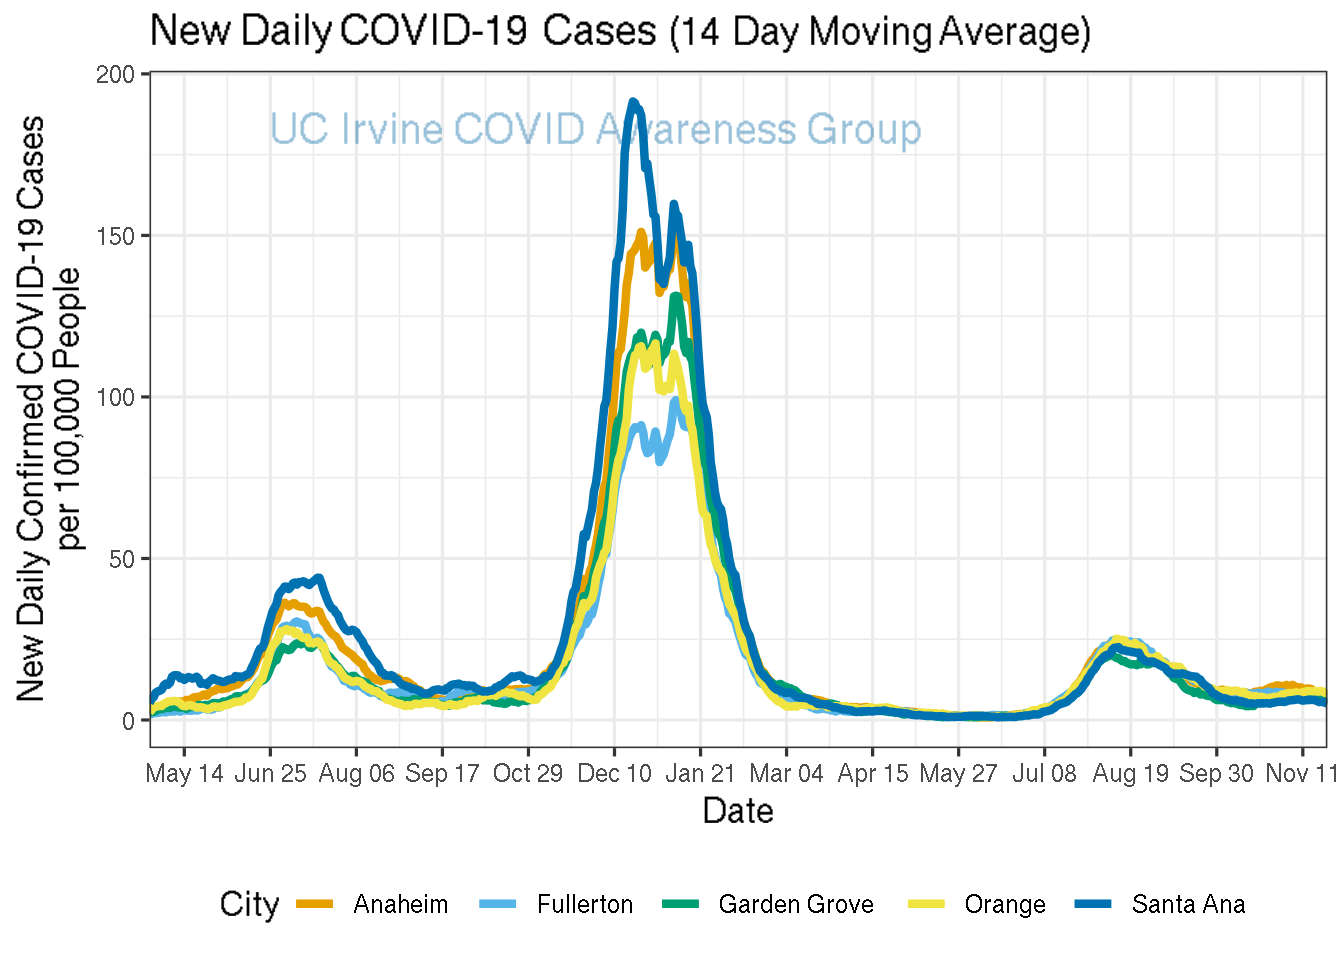 New Daily COVID-19 Cases (14 Day Moving Average)
UC Irvine COVID Awareness Group
New Daily Confirmed COVID-19 Cases
per 100,000 People
200
150
100
50
0
May 14 Jun 25 Aug 06 Sep 17 Oct 29 Dec 10 Jan 21 Mar 04 Apr 15 May 27 Jul 08 Aug 19 Sep 30 Nov 11
Date
City Anaheim Fullerton Garden Grove Orange Santa Ana